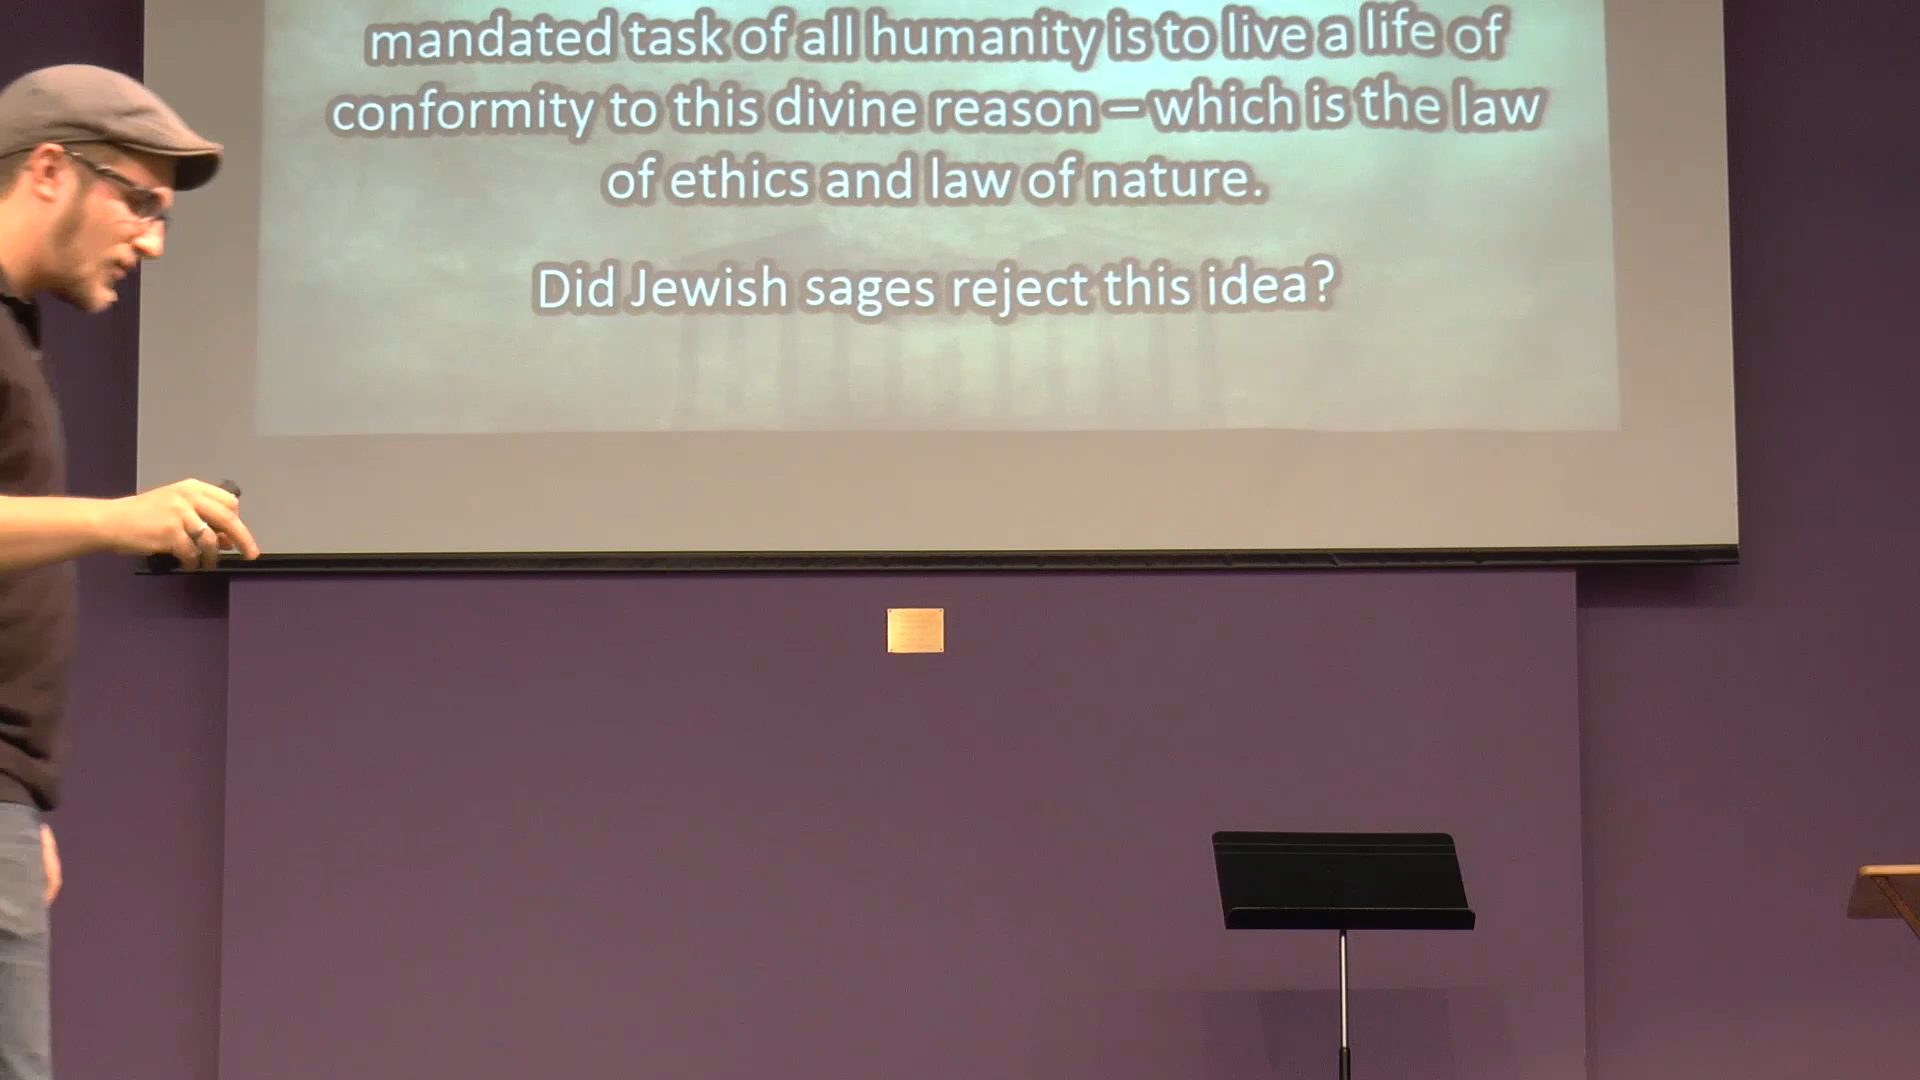 mandated task of all humanity is to live a life of
conformity to this divine reason – which is the law
of ethics and law of nature.
Did Jewish sages reject this idea?